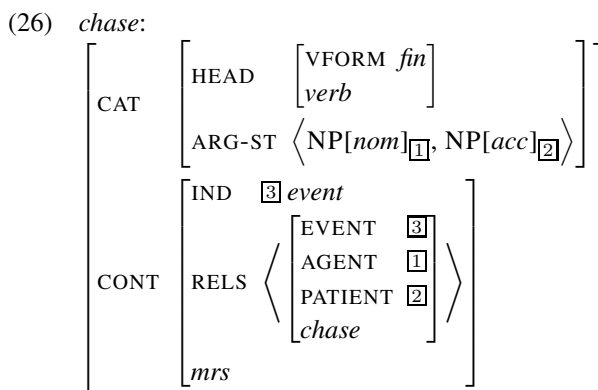 (26) chase:
CAT
HEAD
VFORM fin
verb
ARG-ST ⟨NP[nom]1, NP[acc]2⟩
CONT
IND 3 event
RELS
EVENT 3
AGENT 1
PATIENT 2
chase
mrs